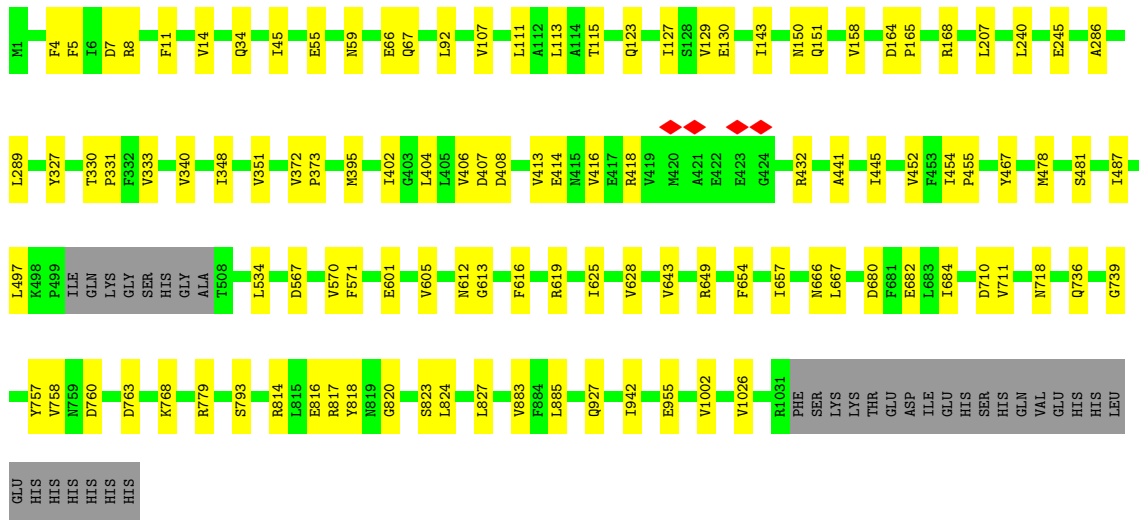 M1 F4 F5 I6 D7 R8 F11 V14 Q34 I45 E55 N59 E66 Q67 L92 V107 L111 A112 L113 A114 T115 Q123 I127 S128 V129 E130 I143 N150 Q151 V158 D164 P165 R168 L207 L240 E245 A286
L289 Y327 T330 P331 F332 V333 V340 I348 V351 V372 P373 M395 I402 G403 L404 L405 V406 D407 D408 V413 E414 N415 V416 E417 R418 V419 M420 A421 E422 E423 G424 R432 A441 I445 V452 F453 I454 P455 Y467 M478 S481 I487
L497 K498 P499 ILE GLN LYS GLY SER HIS GLY ALA T508 L534 D567 V570 F571 E601 V605 N612 G613 F616 R619 I625 V628 V643 R649 F654 I657 N666 L667 D680 F681 E682 L683 I684 D710 V711 N718 Q736 G739
Y757 V758 N759 D760 D763 K768 R779 S793 R814 L815 E816 R817 Y818 N819 G820 S823 L824 L827 V883 F884 L885 Q927 I942 E955 V1002 V1026 R1031 PHE SER LYS LYS THR GLU ASP ILE GLU HIS SER HIS GLN VAL GLU HIS HIS LEU
GLU HIS HIS HIS HIS HIS HIS